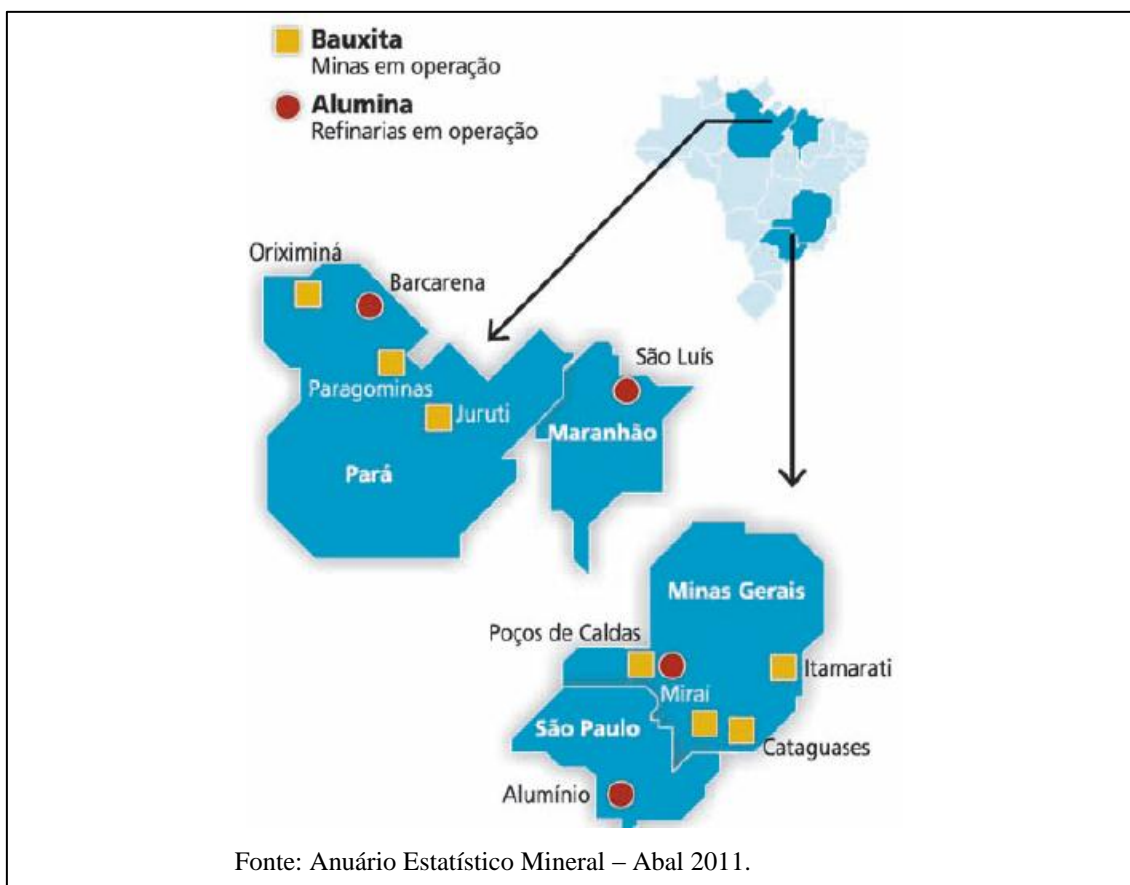 Bauxita
Minas em operação
Alumina
Refinarias em operação
Oriximiná
Barcarena
São Luís
Paragominas
Juruti
Maranhão
Pará
Minas Gerais
Poços de Caldas
Itamarati
Miraí
São Paulo
Cataguases
Alumínio
Fonte: Anuário Estatístico Mineral – Abal 2011.